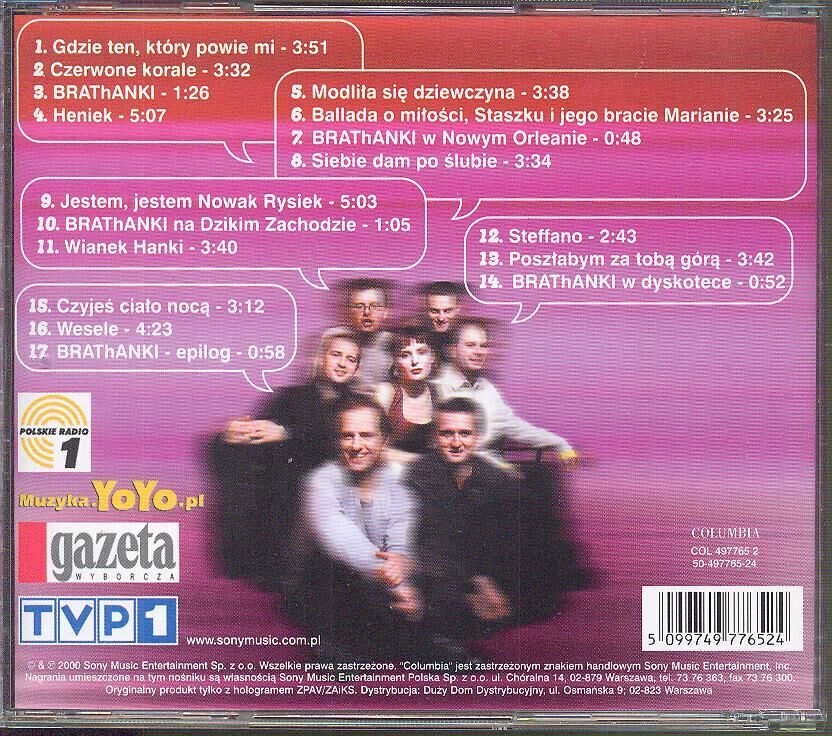 1. Gdzie ten, który powie mi - 3:51
2 Czerwone korale - 3:32
3. BRAThANKI - 1:26
4. Heniek - 5:07
5. Modliła się dziewczyna - 3:38
6. Ballada o miłości, Staszku i jego bracie Marianie - 3:25
7. BRAThANKI w Nowym Orleanie - 0:48
8. Siebie dam po ślubie - 3:34
9. Jestem, jestem Nowak Rysiek - 5:03
10. BRAThANKI na Dzikim Zachodzie - 1:05
11. Wianek Hanki - 3:40
12. Steffano - 2:43
13. Poszłabym za tobą górą - 3:42
14. BRAThANKI w dyskotece - 0:52
15. Czyjeś ciało nocą - 3:12
16. Wesele - 4:23
17 BRAThANKI - epilog - 0:58
POLSKIE RADIO
1
Muzyka.YoYo.pl
gazeta
WYBORCZA
TVP1
www.sonymusic.com.pl
COLUMBIA
COL 497765 2
50-497765-24
5 099749 776524
© & ℗ 2000 Sony Music Entertainment Sp. z o.o. Wszelkie prawa zastrzeżone. "Columbia" jest zastrzeżonym znakiem handlowym Sony Music Entertainment, Inc.
Nagrania umieszczone na tym nośniku są własnością Sony Music Entertainment Polska Sp. z o.o. ul. Chóralna 14, 02-879 Warszawa, tel. 73 76 363, fax 73 76 300.
Oryginalny produkt tylko z hologramem ZPAV/ZAiKS. Dystrybucja: Duży Dom Dystrybucyjny, ul. Osmańska 9; 02-823 Warszawa